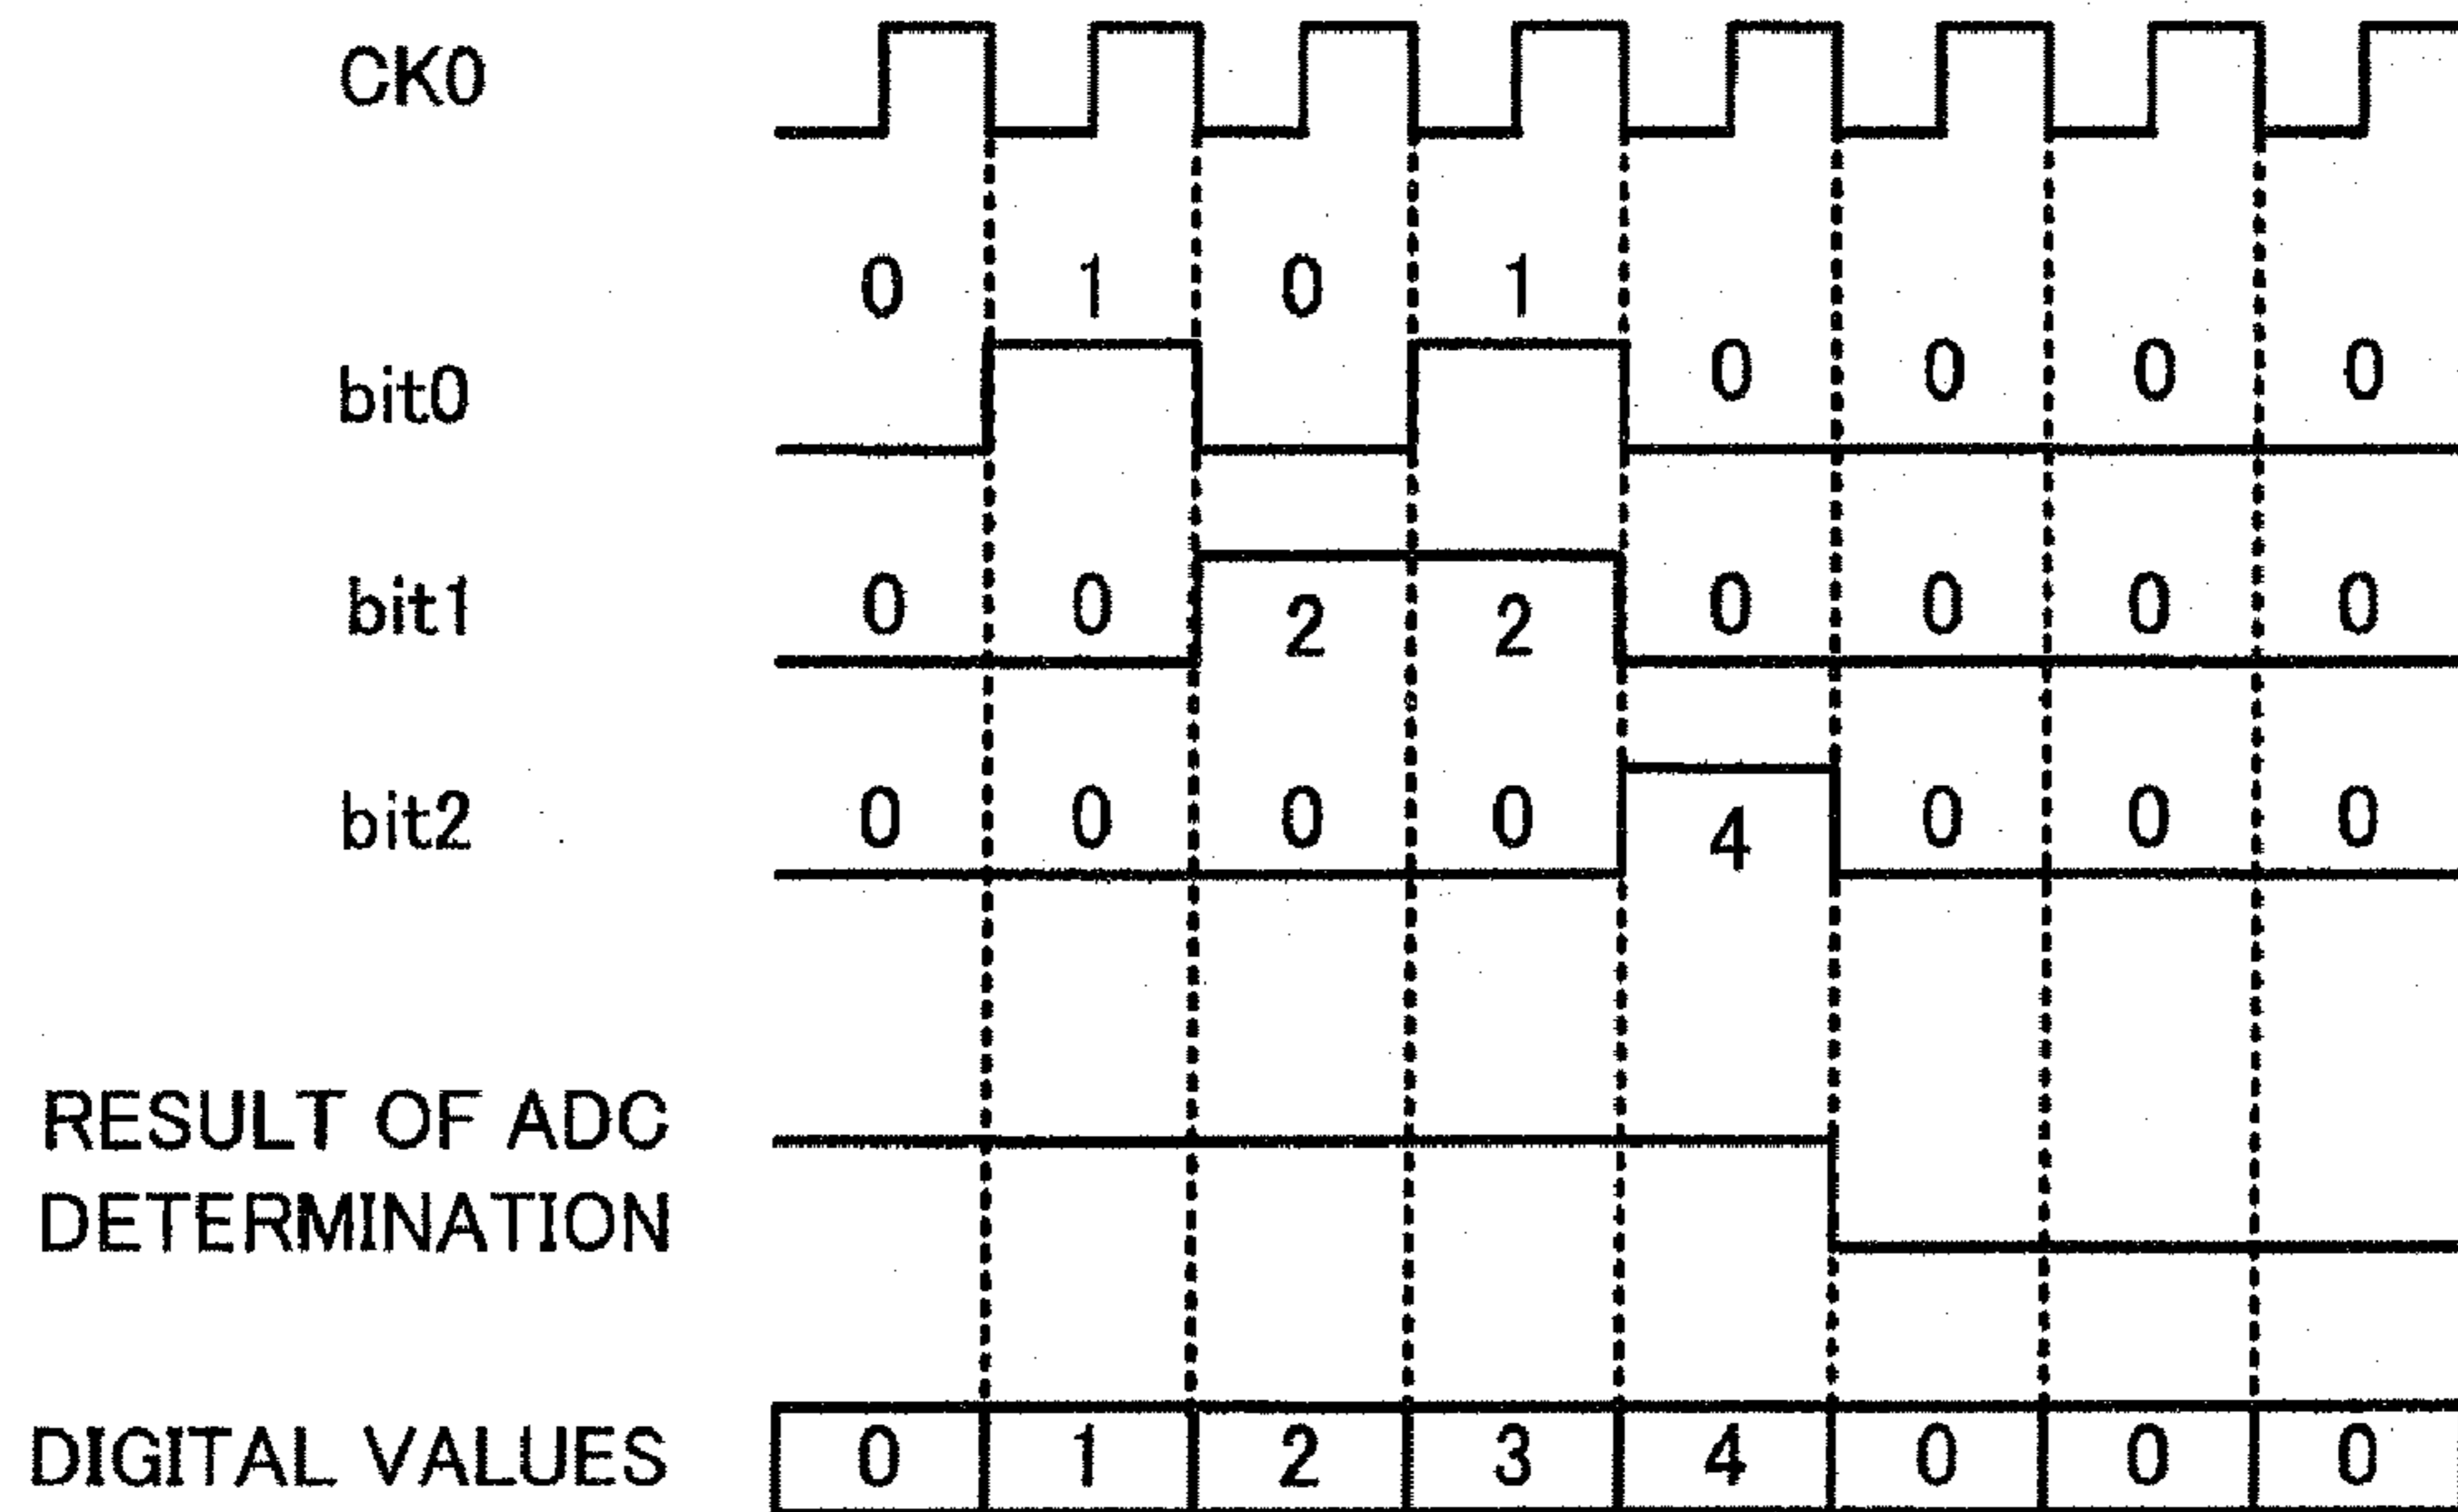 CK0
0 1 0 1
bit0 0 0 0 0
bit1 0 0 2 2 0 0 0 0
bit2 0 0 0 0 4 0 0 0
RESULT OF ADC
DETERMINATION
DIGITAL VALUES 0 1 2 3 4 0 0 0